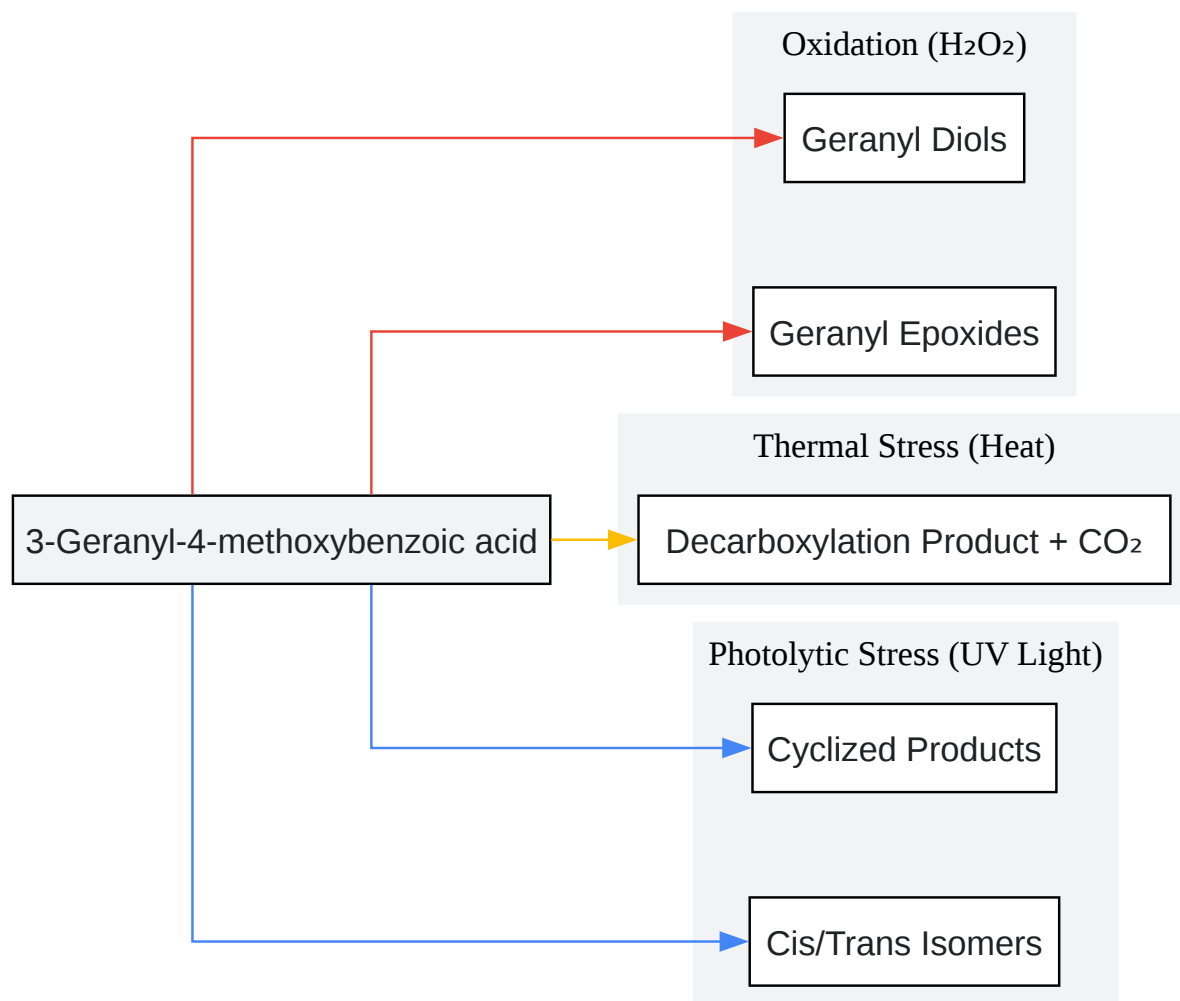 Oxidation (H₂O₂)
Geranyl Diols
Geranyl Epoxides
Thermal Stress (Heat)
3-Geranyl-4-methoxybenzoic acid
Decarboxylation Product + CO₂
Photolytic Stress (UV Light)
Cyclized Products
Cis/Trans Isomers